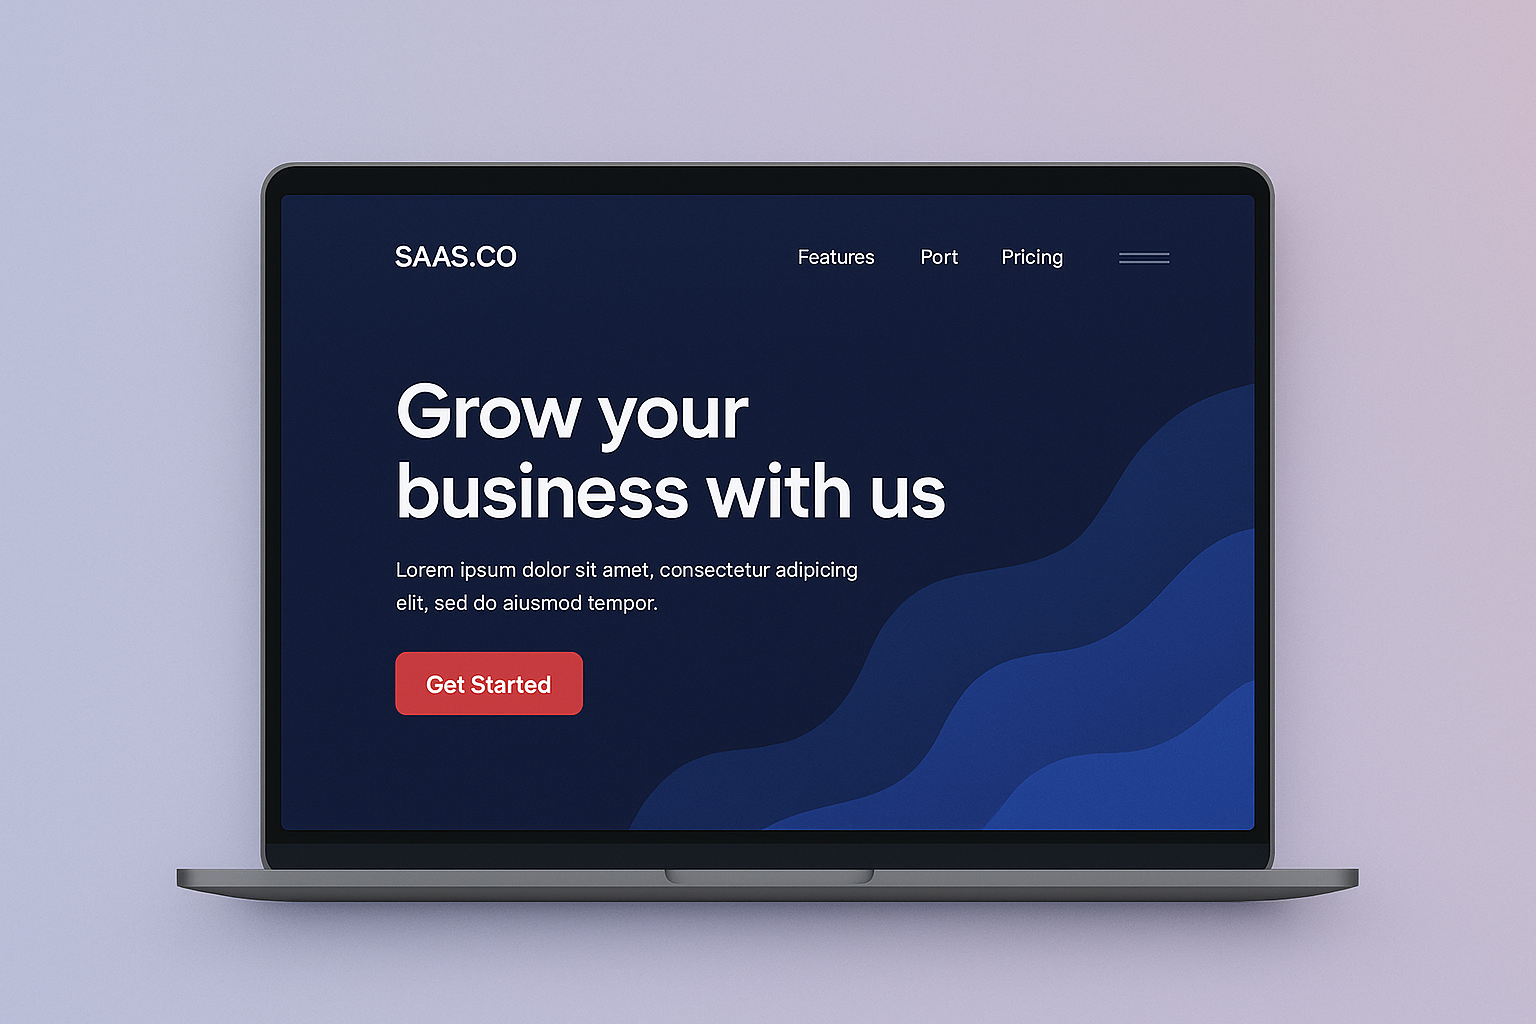 SAAS.CO
Features Port Pricing
Grow your
business with us
Lorem ipsum dolor sit amet, consectetur adipicing
elit, sed do aiusmod tempor.
Get Started